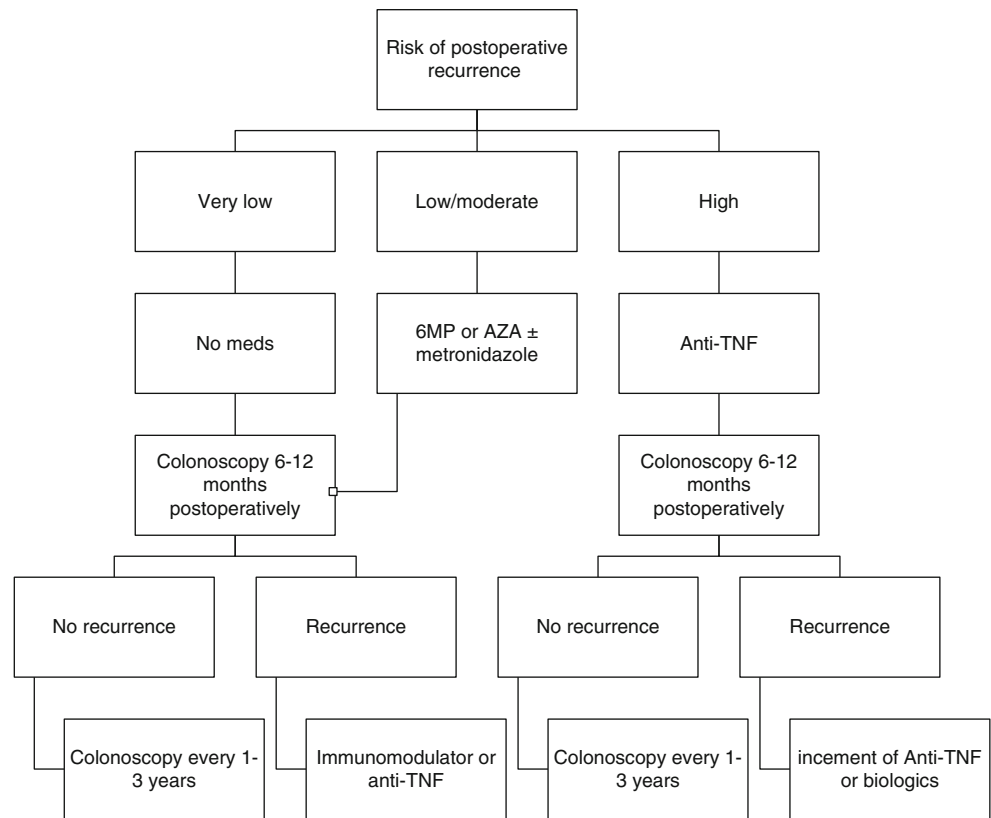 Risk of postoperative
recurrence
Very low
Low/moderate
High
No meds
6MP or AZA ±
metronidazole
Anti-TNF
Colonoscopy 6-12
months
postoperatively
Colonoscopy 6-12
months
postoperatively
No recurrence
Recurrence
No recurrence
Recurrence
Colonoscopy every 1-
3 years
Immunomodulator or
anti-TNF
Colonoscopy every 1-
3 years
incement of Anti-TNF
or biologics